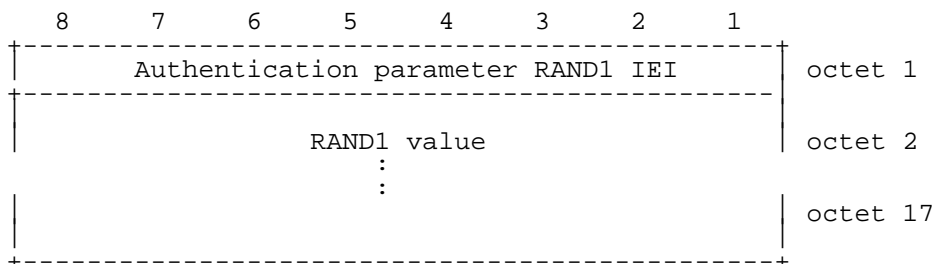 8 7 6 5 4 3 2 1
Authentication parameter RAND1 IEI octet 1
RAND1 value octet 2
:
:
octet 17